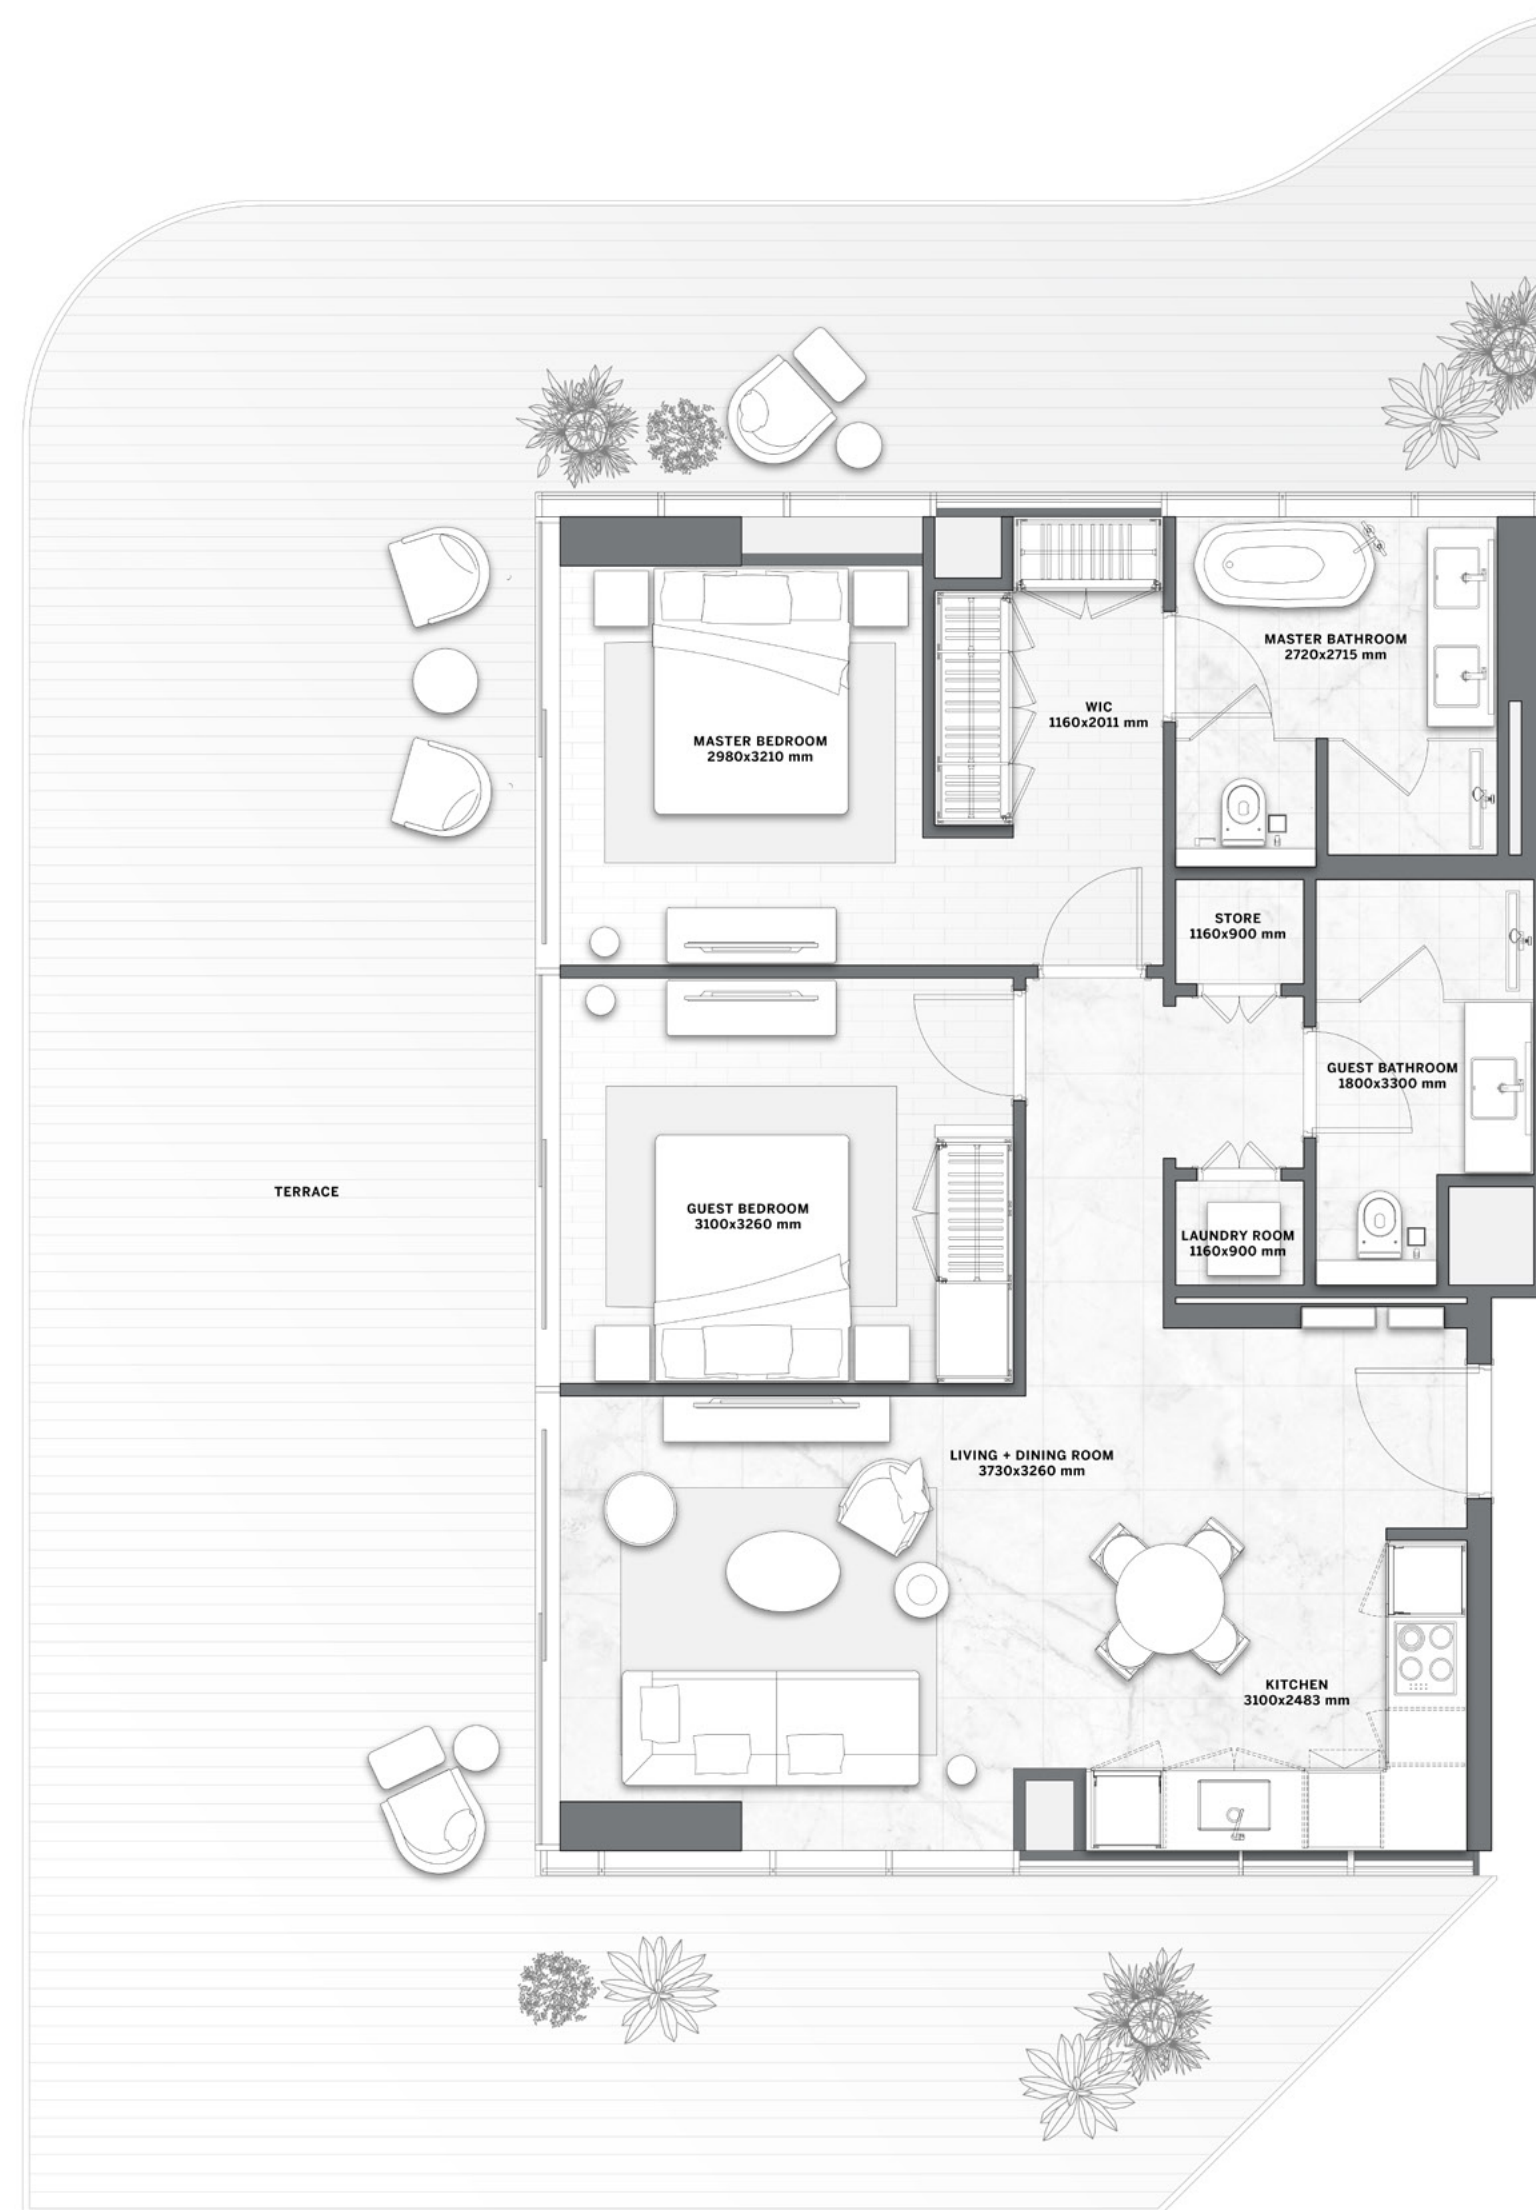 MASTER BATHROOM
2720x2715 mm
WIC
1160x2011 mm
MASTER BEDROOM
2980x3210 mm
STORE
1160x900 mm
GUEST BATHROOM
1800x3300 mm
TERRACE
GUEST BEDROOM
3100x3260 mm
LAUNDRY ROOM
1160x900 mm
LIVING + DINING ROOM
3730x3260 mm
KITCHEN
3100x2483 mm